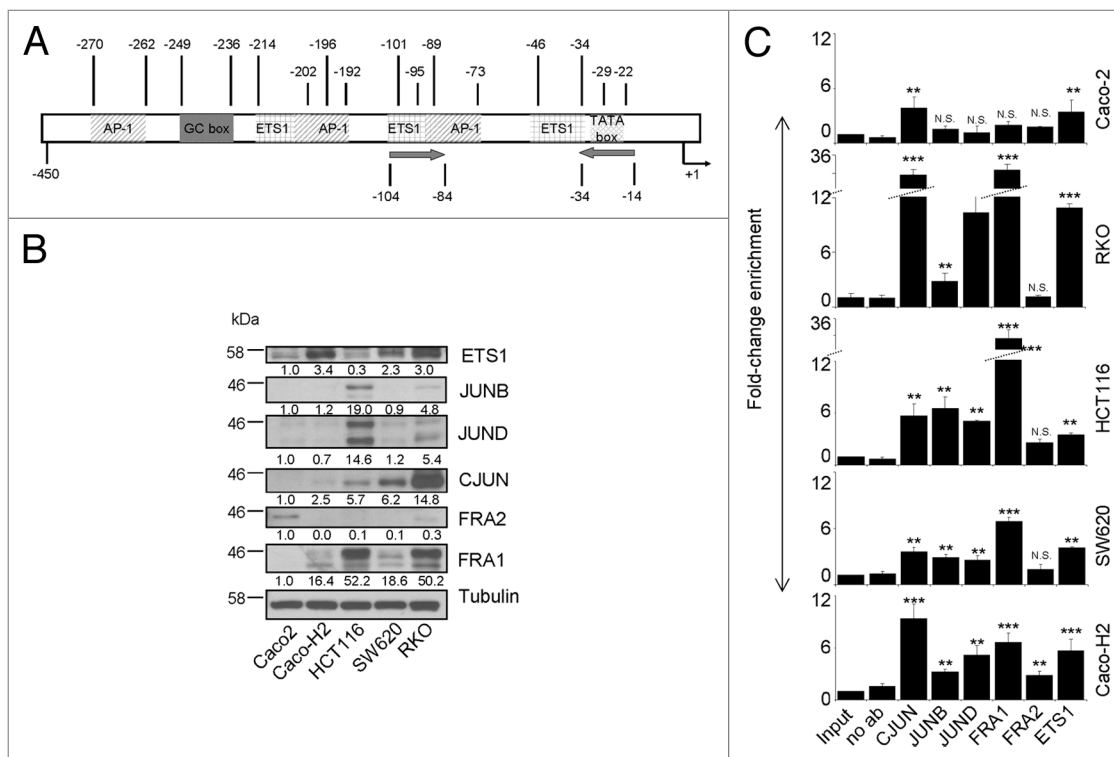 A
-270 -262 -249 -236 -214 -196 -101 -89 -46 -34
-202 -192 -95 -73 -29 -22
AP-1 GC box ETS1 AP-1 ETS1 AP-1 ETS1 TATA box
-450 +1
-104 -84 -34 -14
B
kDa
58 ETS1
1.0 3.4 0.3 2.3 3.0
46 JUNB
1.0 1.2 19.0 0.9 4.8
46 JUND
1.0 0.7 14.6 1.2 5.4
46 CJUN
1.0 2.5 5.7 6.2 14.8
46 FRA2
1.0 0.0 0.1 0.1 0.3
46 FRA1
1.0 16.4 52.2 18.6 50.2
58 Tubulin
Caco2 Caco-H2 HCT116 SW620 RKO
C
Fold-change enrichment
12
6
0
** N.S. N.S. N.S. N.S. **
Caco-2
36
12
6
0
*** ** *** N.S. ***
RKO
36
12
6
0
** ** ** *** *** N.S. **
HCT116
12
6
0
** ** ** *** N.S. **
SW620
12
6
0
*** ** ** *** ** ***
Caco-H2
Input no ab CJUN JUNB JUND FRA1 FRA2 ETS1